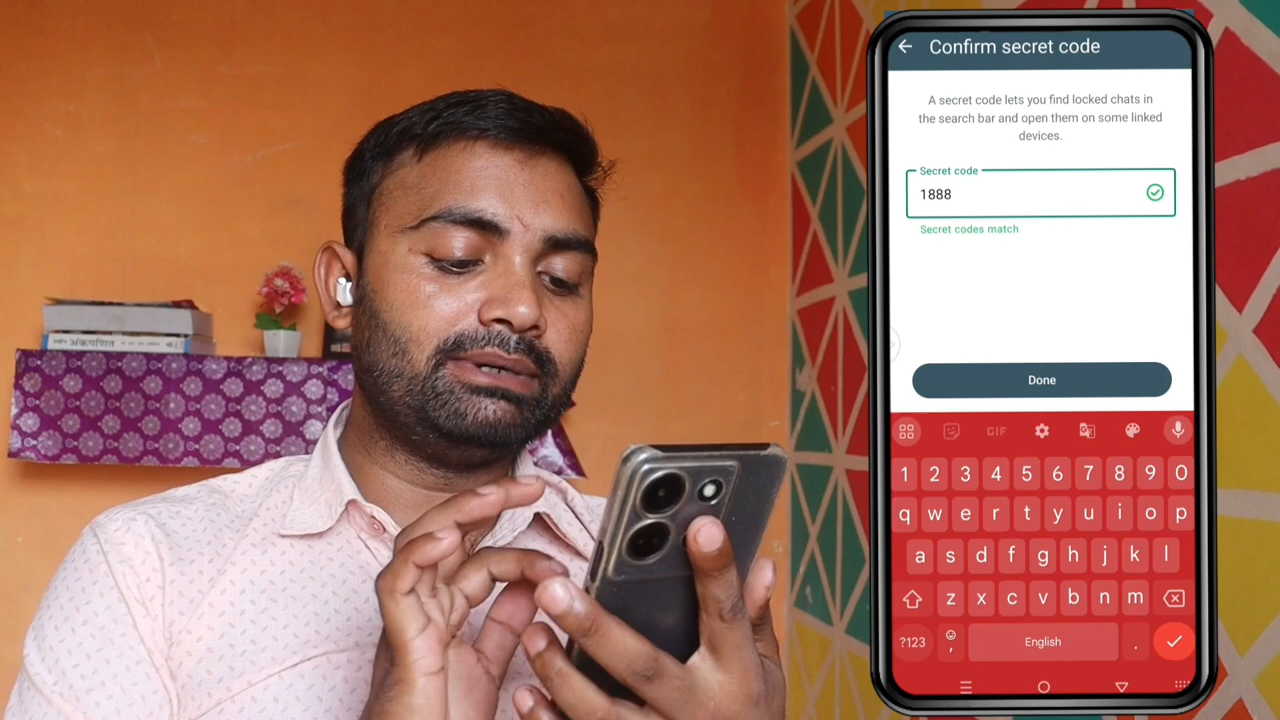 Confirm secret code
A secret code lets you find locked chats in
the search bar and open them on some linked
devices.
Secret code
1888
Secret codes match
Done
GIF
1 2 3 4 5 6 7 8 9 0
q w e r t y u i o p
a s d f g h j k l
z x c v b n m
?123 , English .
अंकगणित